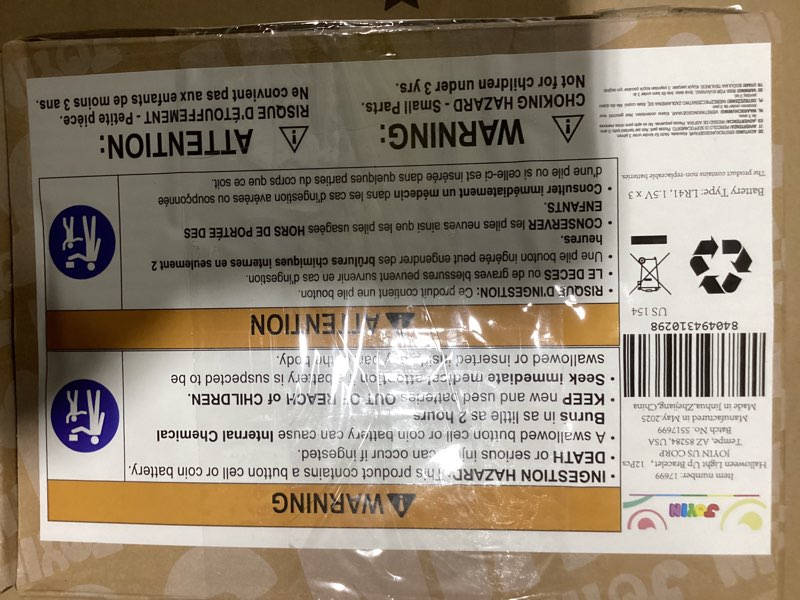 JOYIN
Item number: 17699
Halloween Light Up Bracelet, 12Pcs
JOYIN US CORP
Tempe, AZ 85284, USA
Batch No. 5517699
Manufactured in May.2025
Made in Jinhua,Zhejiang,China
840494310298
US 154
Battery Type: LR41, 1.5V x 3
The product contains non-replaceable batteries.
WARNING
• INGESTION HAZARD: This product contains a button cell or coin battery.
• DEATH or serious injury can occur if ingested.
• A swallowed button cell or coin battery can cause Internal Chemical
Burns in as little as 2 hours
• KEEP new and used batteries OUT OF REACH of CHILDREN.
• Seek immediate medical attention if a battery is suspected to be
swallowed or inserted inside any part of the body.
ATTENTION
• RISQUE D'INGESTION: Ce produit contient une pile bouton.
• LE DECES ou de graves blessures peuvent survenir en cas d'ingestion.
• Une pile bouton ingérée peut engendrer des brûlures chimiques internes en seulement 2
heures.
• CONSERVER les piles neuves ainsi que les piles usagées HORS DE PORTÉE DES
ENFANTS.
• Consulter immédiatement un médecin dans les cas d'ingestion avérées ou soupçonnée
d'une pile ou si celle-ci est insérée dans quelques parties du corps que ce soit.
WARNING:
CHOKING HAZARD - Small Parts.
Not for children under 3 yrs.
ATTENTION:
RISQUE D'ÉTOUFFEMENT - Petite pièce.
Ne convient pas aux enfants de moins 3 ans.